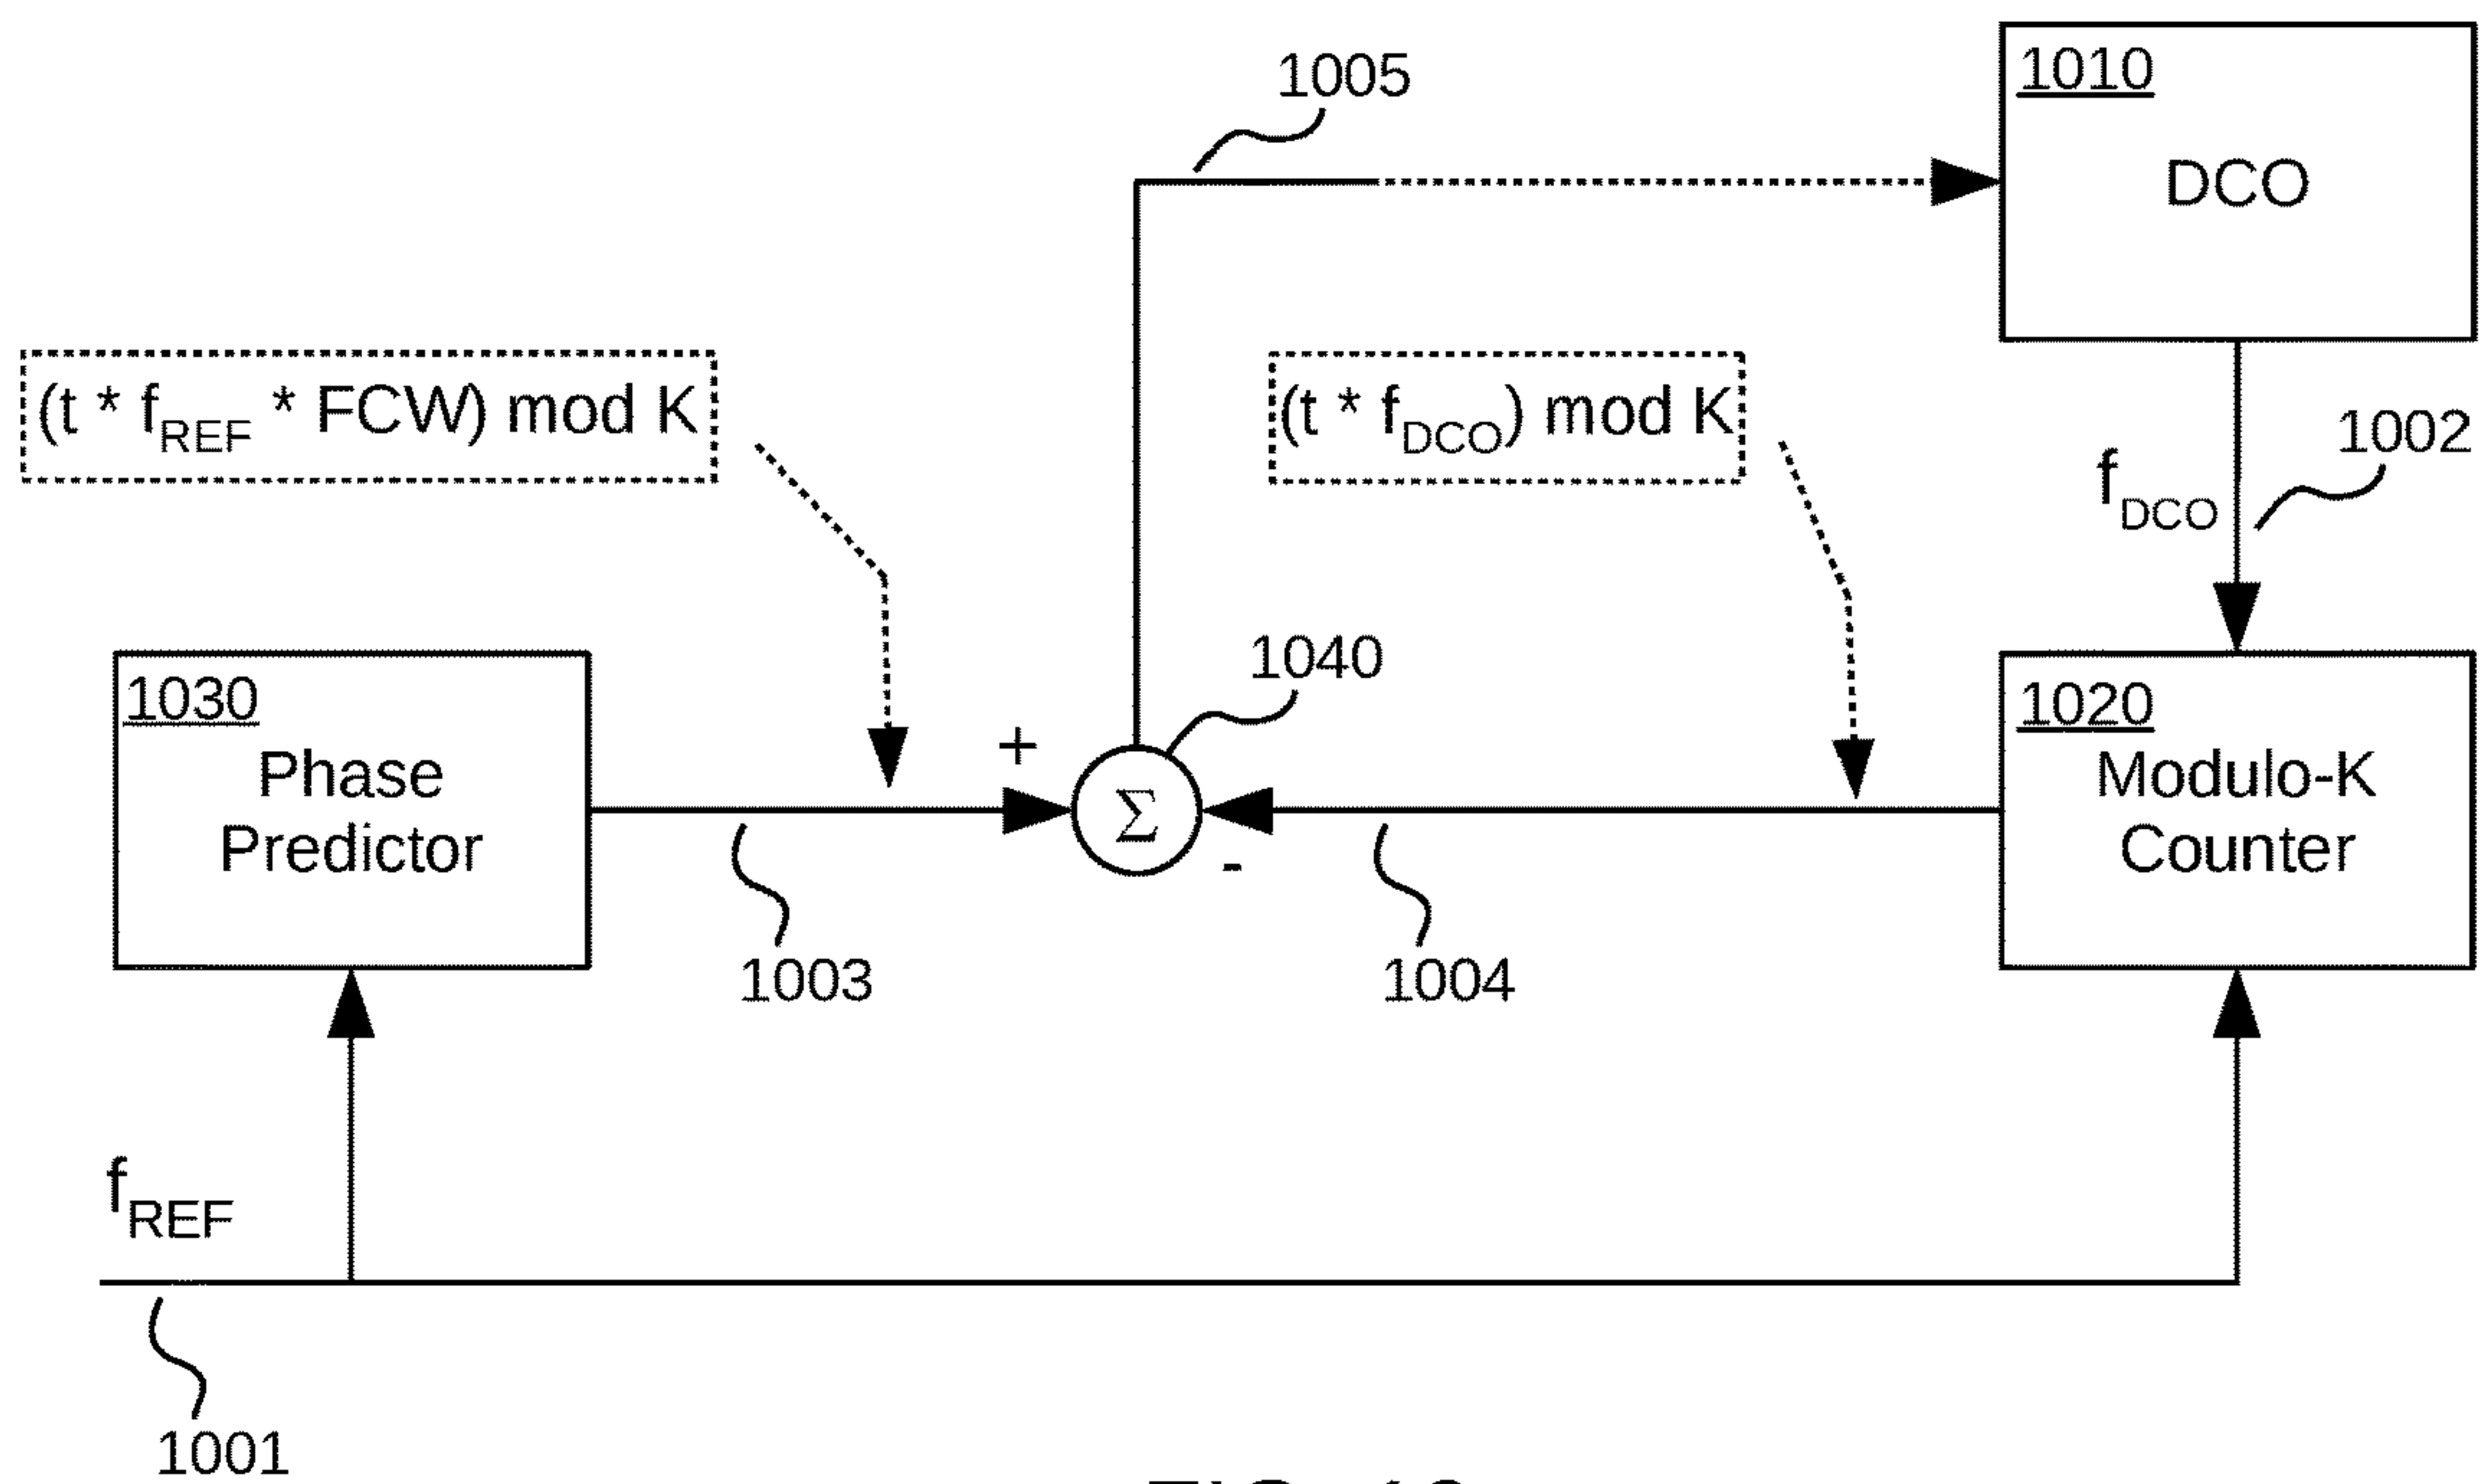 1005
1010
DCO
(t * fREF * FCW) mod K
(t * fDCO) mod K
1002
fDCO
1040
1030
Phase
Predictor
+
Σ
-
1020
Modulo-K
Counter
1003
1004
fREF
1001